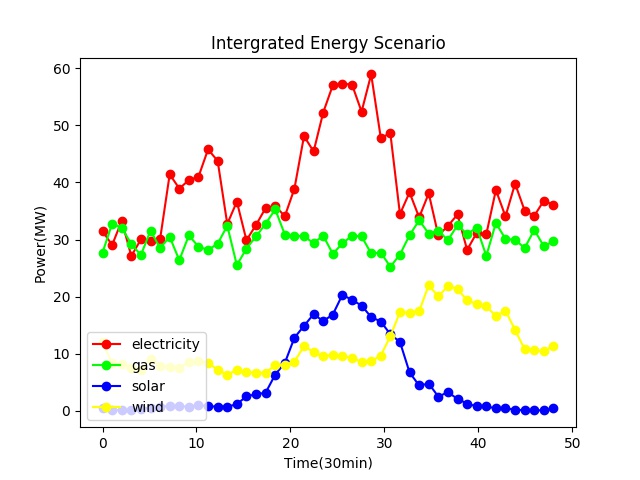 Intergrated Energy Scenario
60
50
40
30
20
10
0
Power(MW)
electricity
gas
solar
wind
0 10 20 30 40 50
Time(30min)